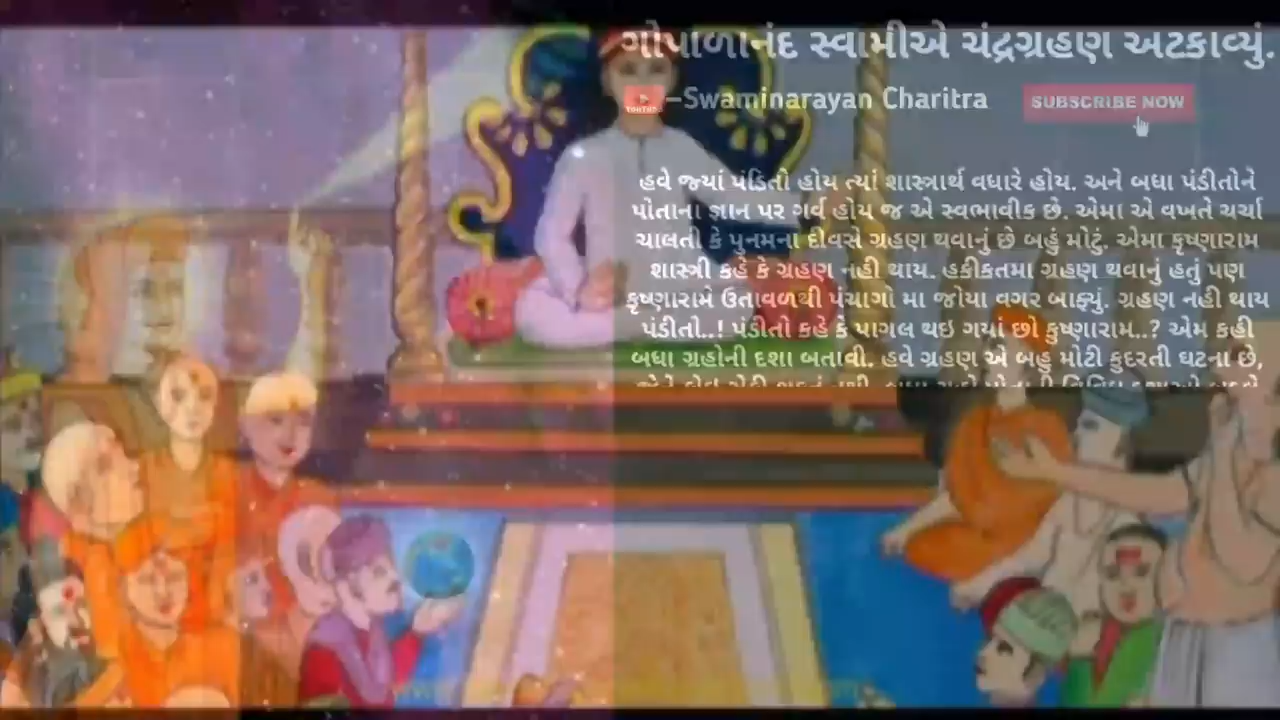 ગોપાળાનંદ સ્વામીએ ચંદ્રગ્રહણ અટકાવ્યું.
–Swaminarayan Charitra
SUBSCRIBE NOW
YouTube
હવે જ્યાં પંડિતો હોય ત્યાં શાસ્ત્રાર્થ વધારે હોય. અને બધા પંડીતોને
પોતાના જ્ઞાન પર ગર્વ હોય જ એ સ્વભાવીક છે. એમા એ વખતે ચર્ચા
ચાલતી કે પુનમના દીવસે ગ્રહણ થવાનું છે બહું મોટું. એમા કૃષ્ણારામ
શાસ્ત્રી કહે કે ગ્રહણ નહી થાય. હકીકતમા ગ્રહણ થવાનું હતું પણ
કૃષ્ણારામે ઉતાવળથી પંચાગો મા જોયા વગર બાફ્યું. ગ્રહણ નહી થાય
પંડીતો..! પંડીતો કહે કે પાગલ થઇ ગયાં છો કુષ્ણારામ..? એમ કહી
બધા ગ્રહોની દશા બતાવી. હવે ગ્રહણ એ બહુ મોટી કુદરતી ઘટના છે,